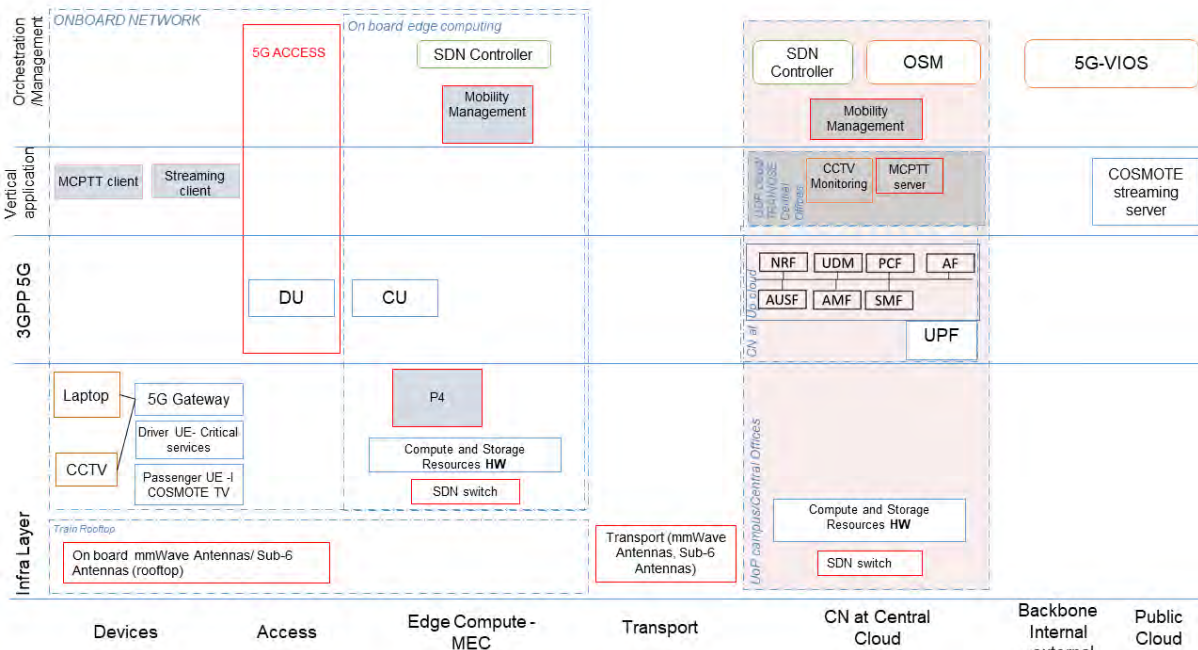 Orchestration
/Management
ONBOARD NETWORK
5G ACCESS
On board edge computing
SDN Controller
Mobility
Management
SDN
Controller
OSM
Mobility
Management
5G-VIOS
Vertical
application
MCPTT client
Streaming
client
Central
Offices
CCTV
Monitoring
MCPTT
server
COSMOTE
streaming
server
3GPP 5G
DU
CU
CN at
cloud
NRF
UDM
PCF
AF
AUSF
AMF
SMF
UPF
Infra Layer
Laptop
CCTV
5G Gateway
Driver UE- Critical
services
Passenger UE -I
COSMOTE TV
P4
Compute and Storage
Resources HW
SDN switch
Train Rooftop
On board mmWave Antennas/ Sub-6
Antennas (rooftop)
Transport (mmWave
Antennas, Sub-6
Antennas)
UoP campus/Central Offices
Compute and Storage
Resources HW
SDN switch
Devices
Access
Edge Compute -
MEC
Transport
CN at Central
Cloud
Backbone
Internal
Public
Cloud